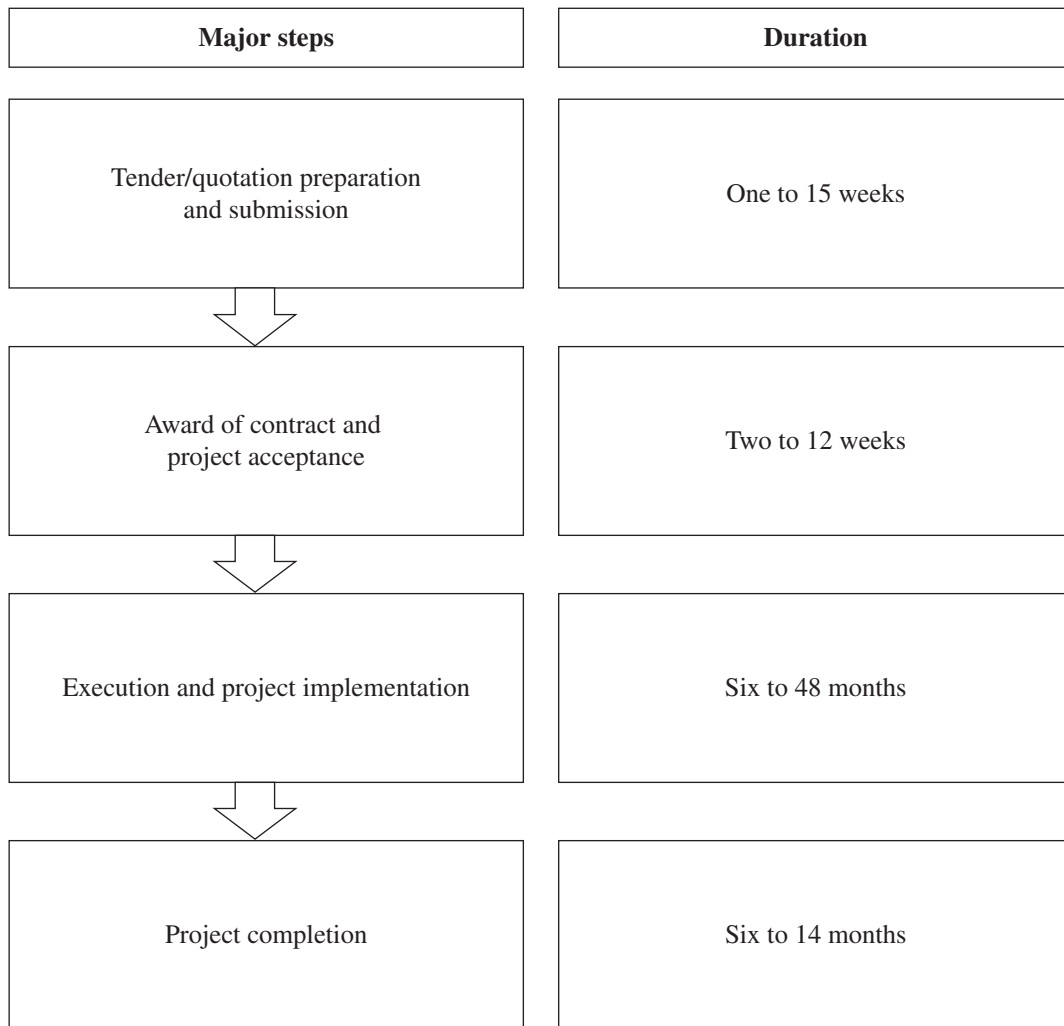 Major steps
Duration
Tender/quotation preparation
and submission
One to 15 weeks
Award of contract and
project acceptance
Two to 12 weeks
Execution and project implementation
Six to 48 months
Project completion
Six to 14 months